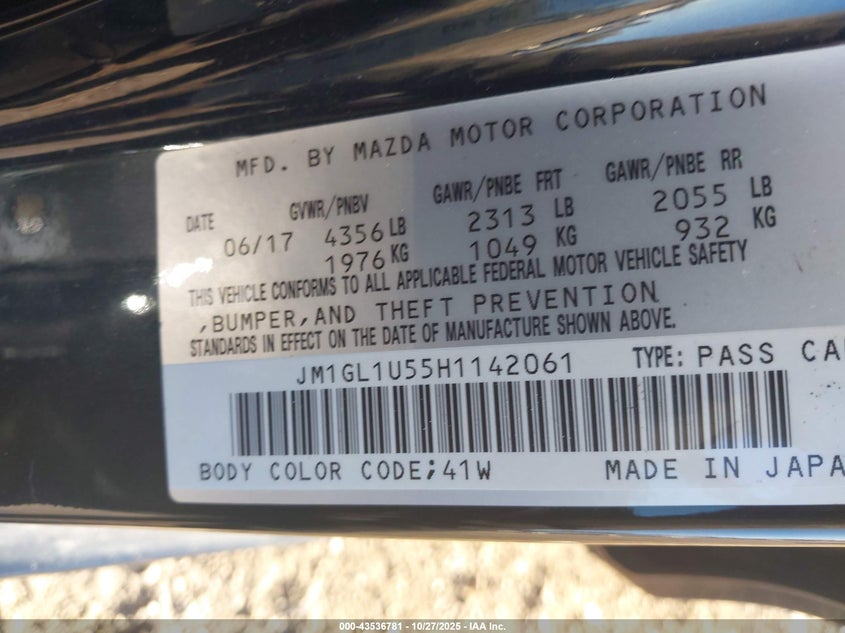 MFD. BY MAZDA MOTOR CORPORATION
DATE GVWR/PNBV GAWR/PNBE FRT GAWR/PNBE RR
06/17 4356 LB 2313 LB 2055 LB
1976 KG 1049 KG 932 KG
THIS VEHICLE CONFORMS TO ALL APPLICABLE FEDERAL MOTOR VEHICLE SAFETY
,BUMPER,AND THEFT PREVENTION
STANDARDS IN EFFECT ON THE DATE OF MANUFACTURE SHOWN ABOVE.
JM1GL1U55H1142061 TYPE: PASS CA
BODY COLOR CODE;41W MADE IN JAPA
000-43536781 - 10/27/2025 - IAA Inc.